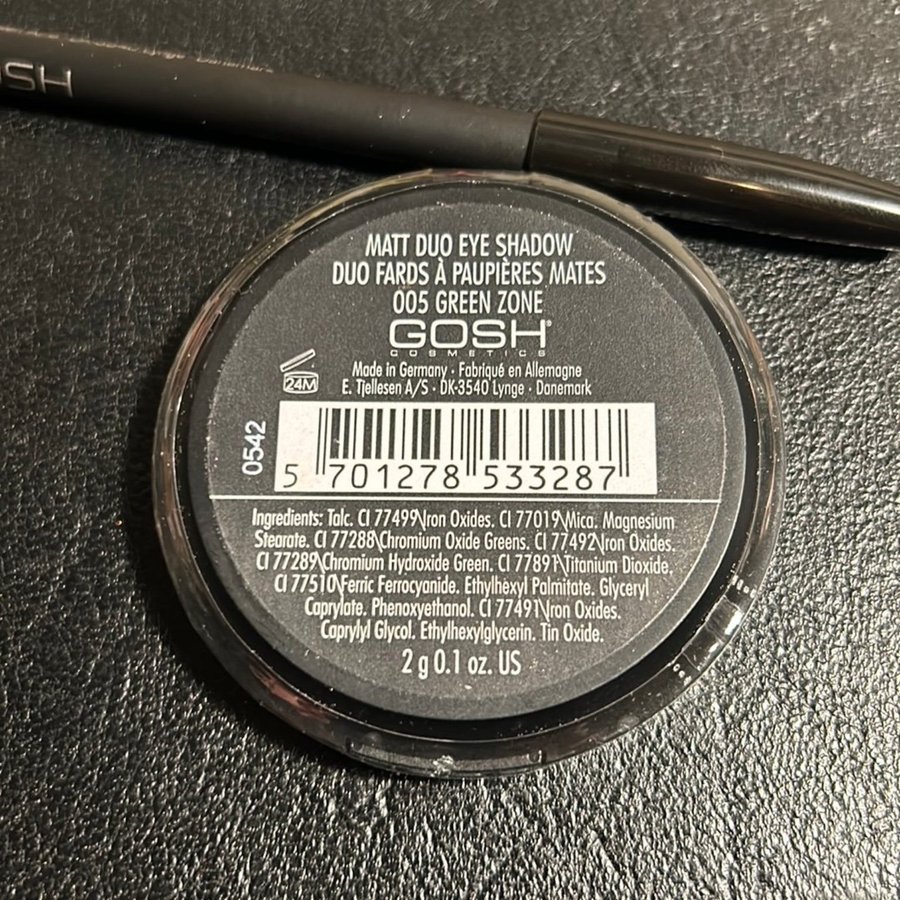 OSH
MATT DUO EYE SHADOW
DUO FARDS À PAUPIÈRES MATES
005 GREEN ZONE
GOSH®
COSMETICS
24M
Made in Germany · Fabriqué en Allemagne
E. Tjellesen A/S · DK-3540 Lynge · Danemark
0542
5 701278 533287
Ingredients: Talc. CI 77499\Iron Oxides. CI 77019\Mica. Magnesium
Stearate. CI 77288\Chromium Oxide Greens. CI 77492\Iron Oxides.
CI 77289\Chromium Hydroxide Green. CI 77891\Titanium Dioxide.
CI 77510\Ferric Ferrocyanide. Ethylhexyl Palmitate. Glyceryl
Caprylate. Phenoxyethanol. CI 77491\Iron Oxides.
Caprylyl Glycol. Ethylhexylglycerin. Tin Oxide.
2 g 0.1 oz. US